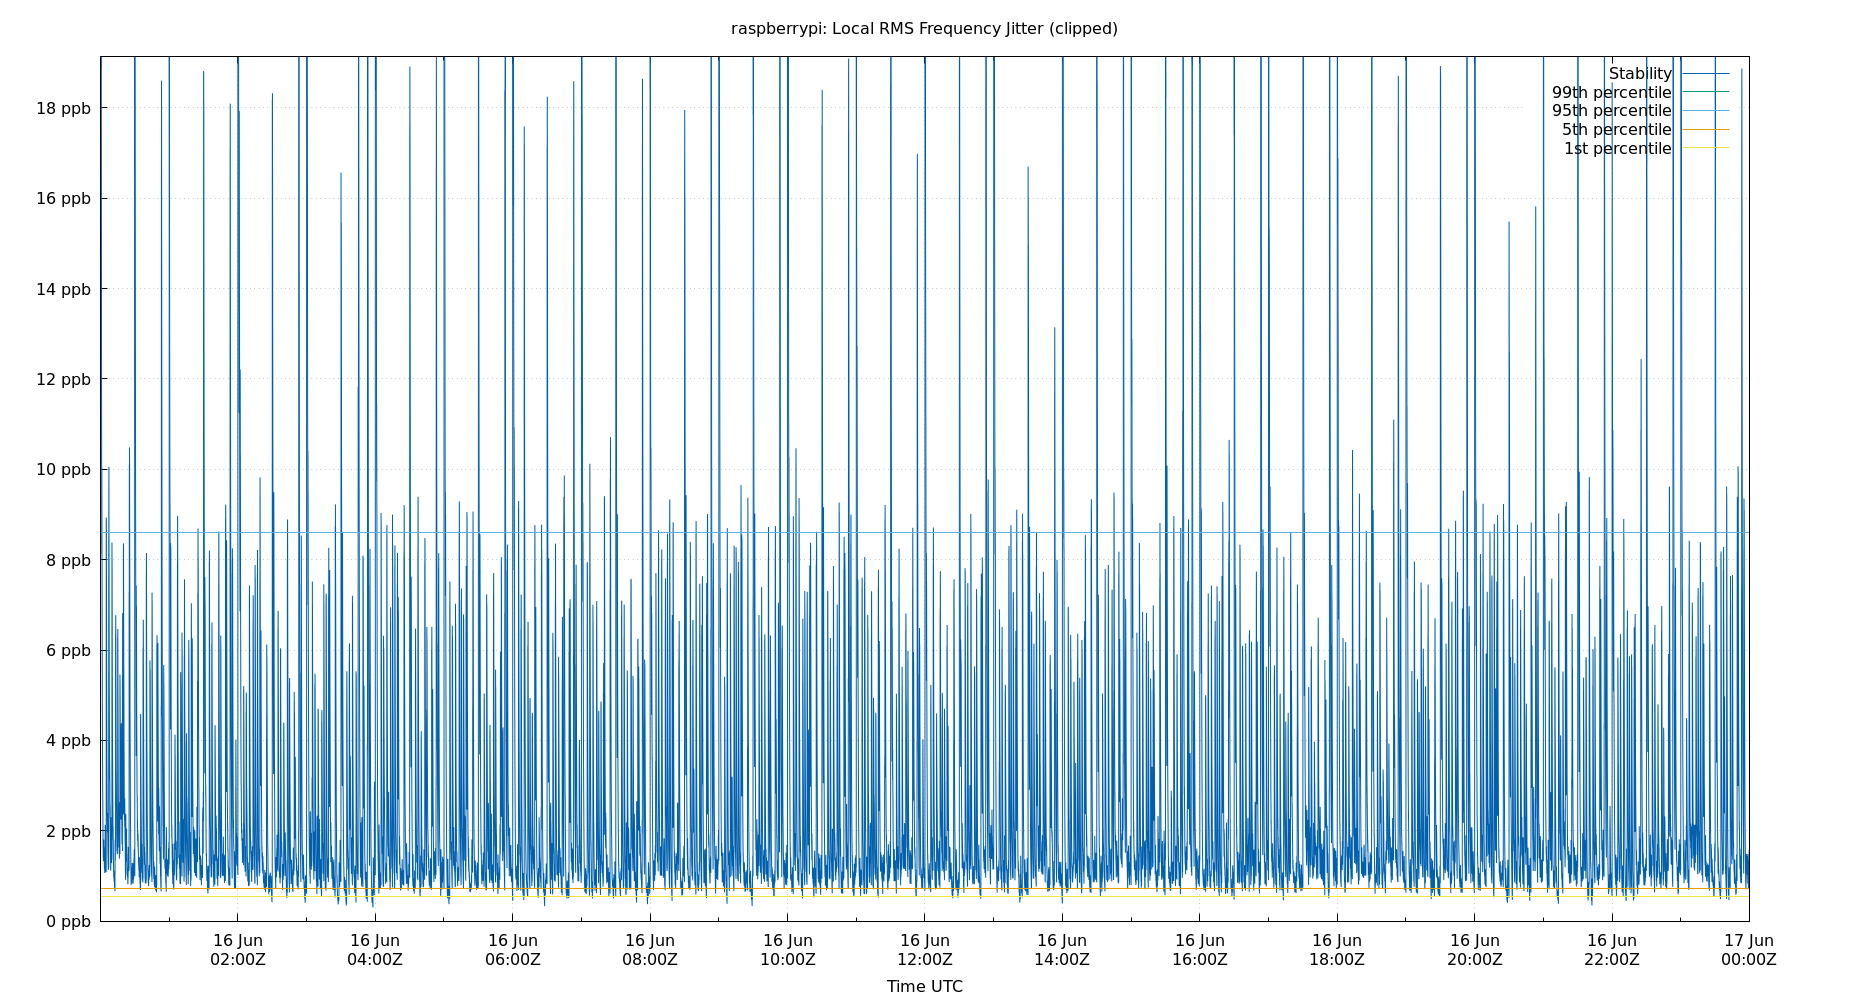 raspberrypi: Local RMS Frequency Jitter (clipped)
Stability
99th percentile
95th percentile
5th percentile
1st percentile
18 ppb
16 ppb
14 ppb
12 ppb
10 ppb
8 ppb
6 ppb
4 ppb
2 ppb
0 ppb
16 Jun 16 Jun 16 Jun 16 Jun 16 Jun 16 Jun 16 Jun 16 Jun 16 Jun 16 Jun 16 Jun 17 Jun
02:00Z 04:00Z 06:00Z 08:00Z 10:00Z 12:00Z 14:00Z 16:00Z 18:00Z 20:00Z 22:00Z 00:00Z
Time UTC